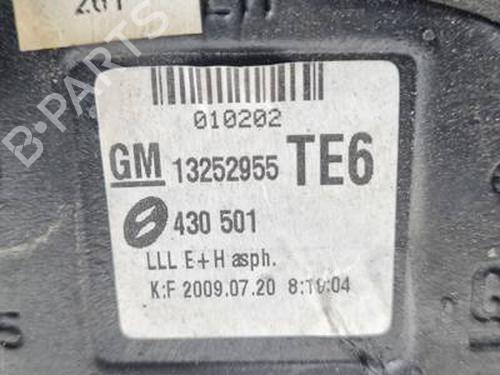 010202
GM 13252955 TE6
430 501
LLL E+H asph.
K:F 2009.07.20 8:10:04
B-PARTS